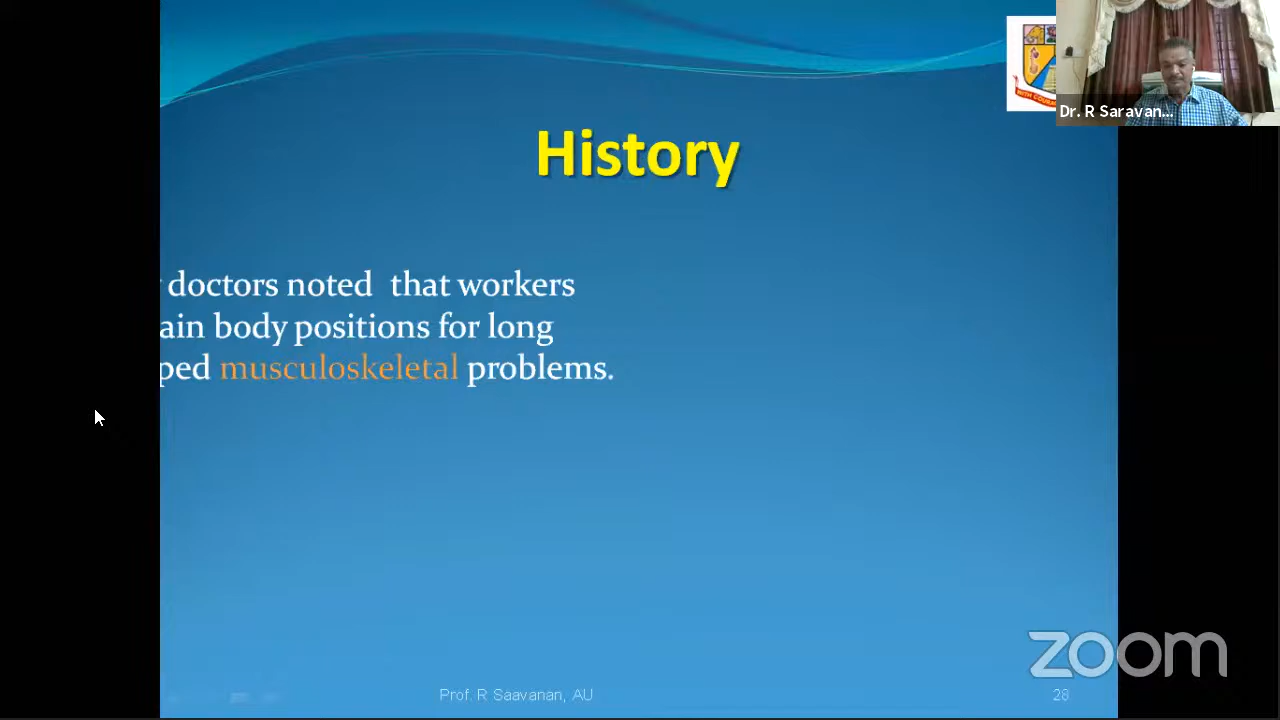 Dr. R Saravan...
History
doctors noted that workers
ain body positions for long
ped musculoskeletal problems.
zoom
Prof. R Saavanan, AU
28